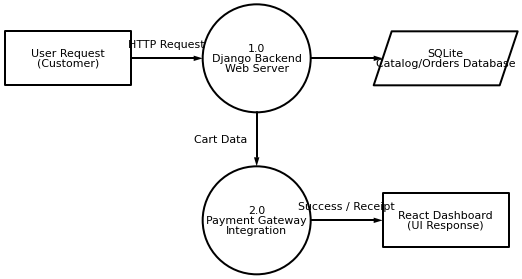 User Request
(Customer)
HTTP Request
1.0
Django Backend
Web Server
SQLite
Catalog/Orders Database
Cart Data
2.0
Payment Gateway
Integration
Success / Receipt
React Dashboard
(UI Response)